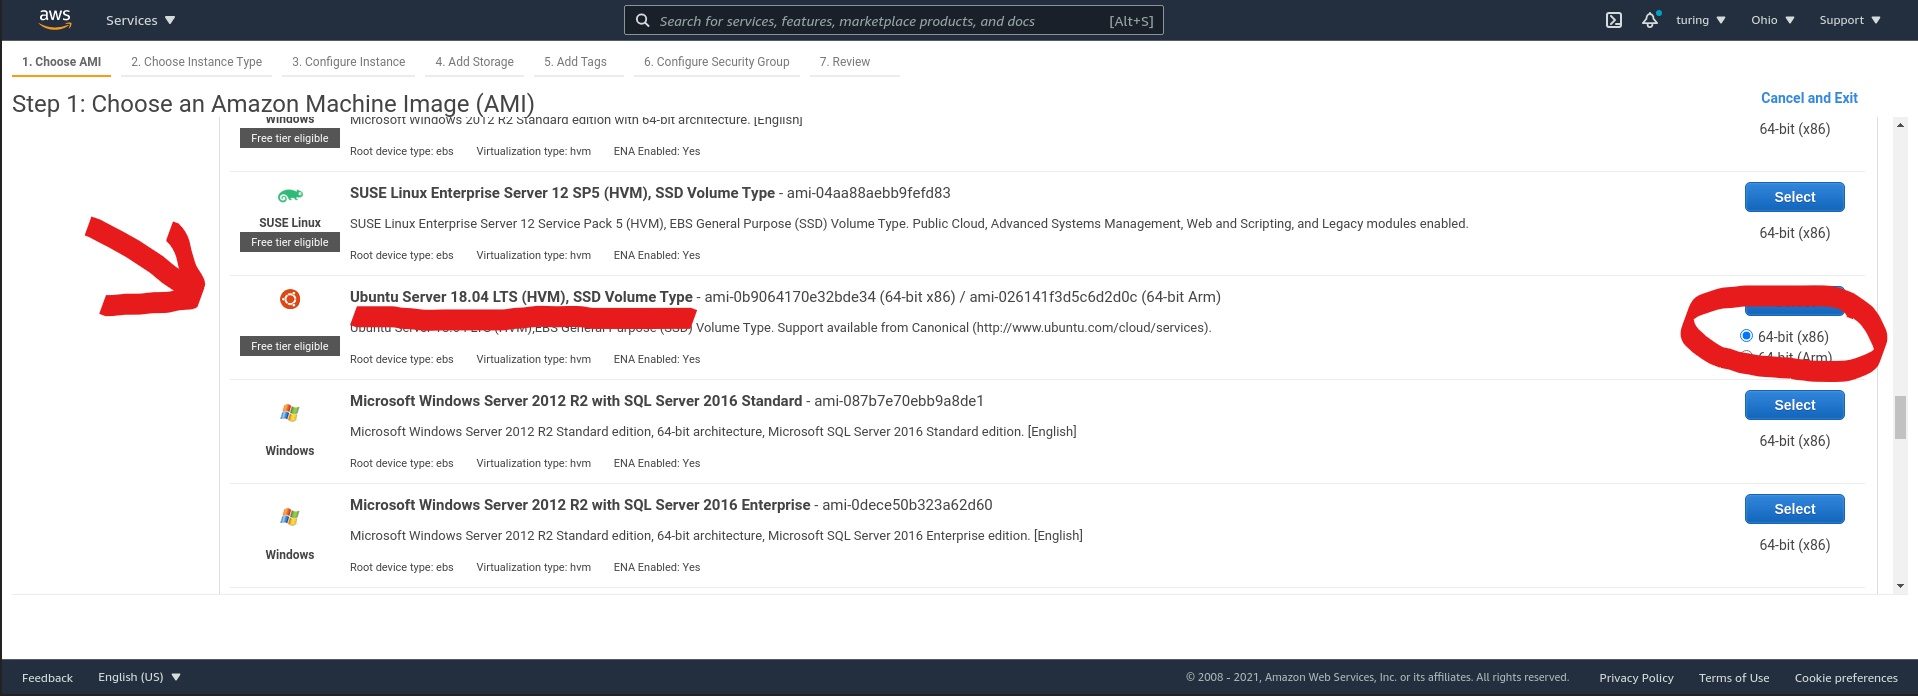 aws
Services
Search for services, features, marketplace products, and docs [Alt+S]
turing
Ohio
Support
1. Choose AMI
2. Choose Instance Type
3. Configure Instance
4. Add Storage
5. Add Tags
6. Configure Security Group
7. Review
Step 1: Choose an Amazon Machine Image (AMI)
Cancel and Exit
Windows
Free tier eligible
Microsoft Windows 2012 R2 Standard edition with 64-bit architecture. [English]
Root device type: ebs Virtualization type: hvm ENA Enabled: Yes
64-bit (x86)
SUSE Linux
Free tier eligible
SUSE Linux Enterprise Server 12 SP5 (HVM), SSD Volume Type - ami-04aa88aebb9fefd83
SUSE Linux Enterprise Server 12 Service Pack 5 (HVM), EBS General Purpose (SSD) Volume Type. Public Cloud, Advanced Systems Management, Web and Scripting, and Legacy modules enabled.
Root device type: ebs Virtualization type: hvm ENA Enabled: Yes
Select
64-bit (x86)
Free tier eligible
Ubuntu Server 18.04 LTS (HVM), SSD Volume Type - ami-0b9064170e32bde34 (64-bit x86) / ami-026141f3d5c6d2d0c (64-bit Arm)
Ubuntu Server 18.04 LTS (HVM),EBS General Purpose (SSD) Volume Type. Support available from Canonical (http://www.ubuntu.com/cloud/services).
Root device type: ebs Virtualization type: hvm ENA Enabled: Yes
64-bit (x86)
64-bit (Arm)
Windows
Microsoft Windows Server 2012 R2 with SQL Server 2016 Standard - ami-087b7e70ebb9a8de1
Microsoft Windows Server 2012 R2 Standard edition, 64-bit architecture, Microsoft SQL Server 2016 Standard edition. [English]
Root device type: ebs Virtualization type: hvm ENA Enabled: Yes
Select
64-bit (x86)
Windows
Microsoft Windows Server 2012 R2 with SQL Server 2016 Enterprise - ami-0dece50b323a62d60
Microsoft Windows Server 2012 R2 Standard edition, 64-bit architecture, Microsoft SQL Server 2016 Enterprise edition. [English]
Root device type: ebs Virtualization type: hvm ENA Enabled: Yes
Select
64-bit (x86)
Feedback
English (US)
© 2008 - 2021, Amazon Web Services, Inc. or its affiliates. All rights reserved.
Privacy Policy
Terms of Use
Cookie preferences